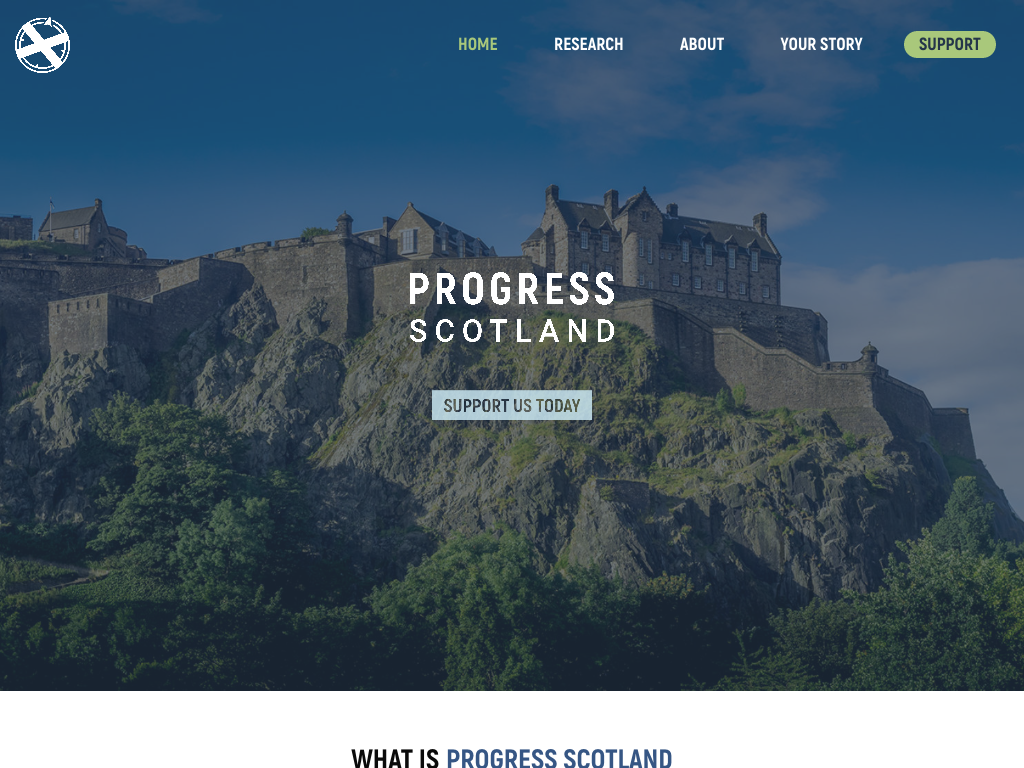 HOME RESEARCH ABOUT YOUR STORY SUPPORT
PROGRESS
SCOTLAND
SUPPORT US TODAY
WHAT IS PROGRESS SCOTLAND